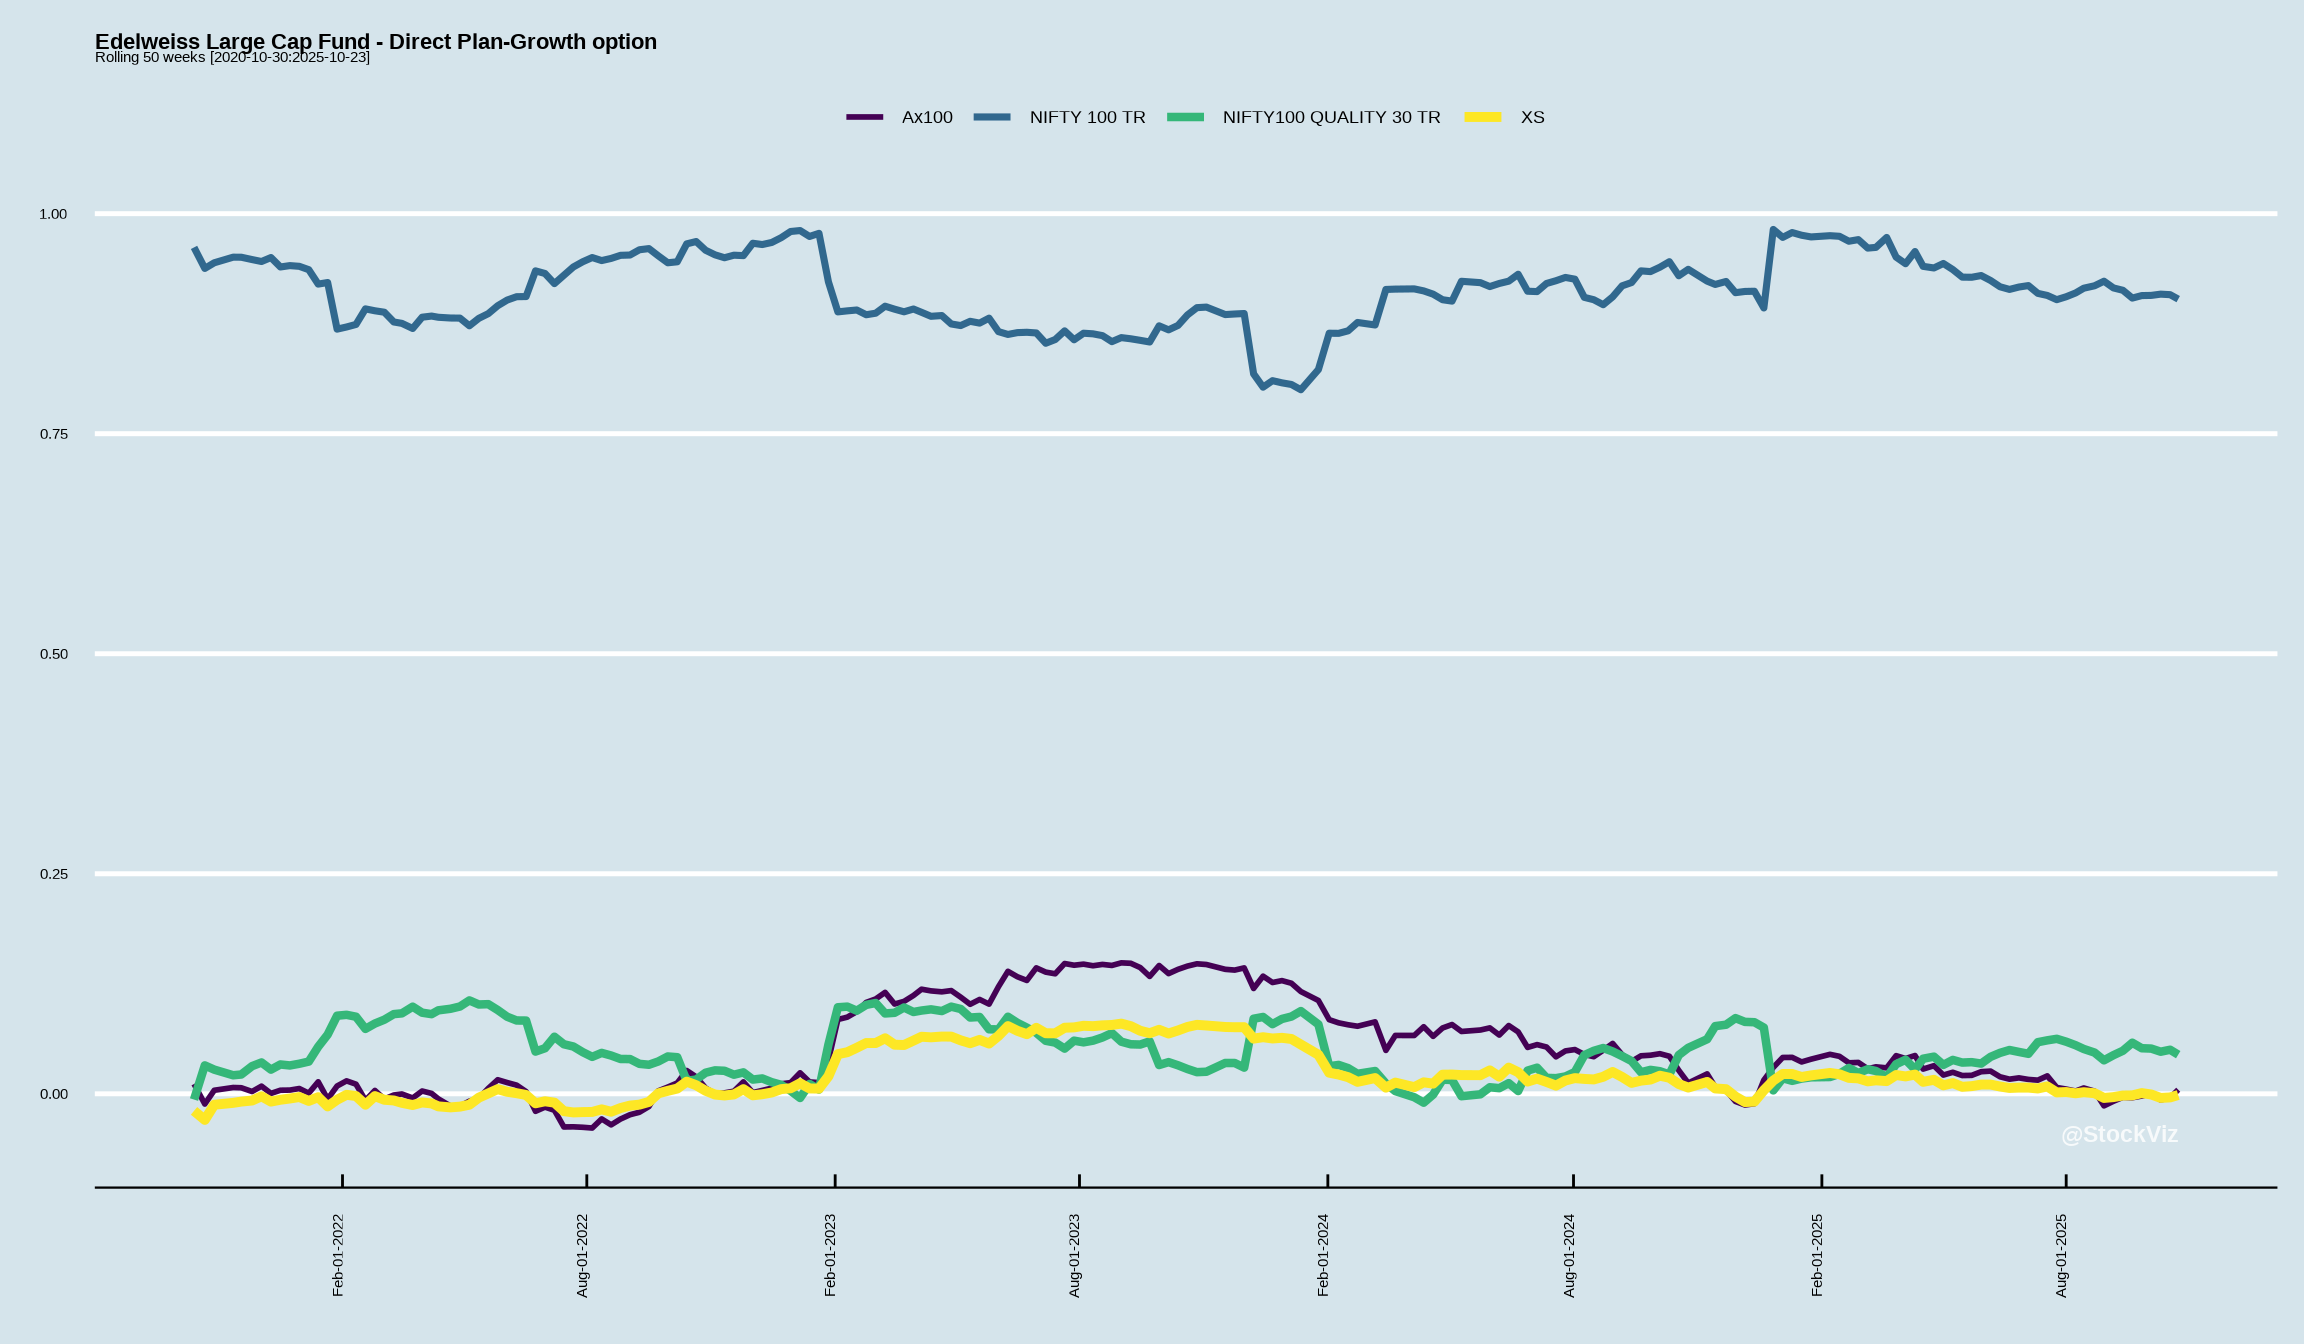 Edelweiss Large Cap Fund - Direct Plan-Growth option
Rolling 50 weeks [2020-10-30:2025-10-23]
Ax100 NIFTY 100 TR NIFTY100 QUALITY 30 TR XS
1.00
0.75
0.50
0.25
0.00
@StockViz
Feb-01-2022
Aug-01-2022
Feb-01-2023
Aug-01-2023
Feb-01-2024
Aug-01-2024
Feb-01-2025
Aug-01-2025